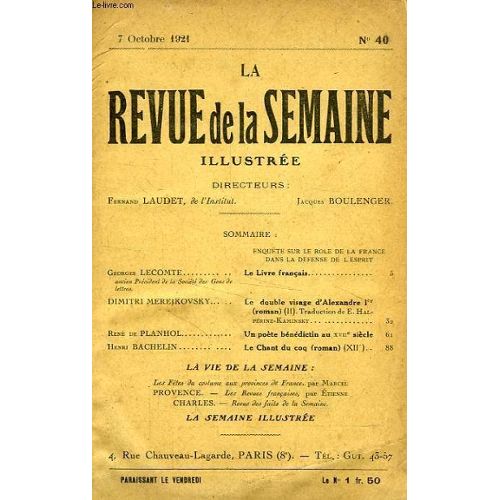 le-livre.com
7 Octobre 1921
N° 40
LA
REVUE de la SEMAINE
ILLUSTRÉE
DIRECTEURS :
Fernand LAUDET, de l'Institut.
Jacques BOULENGER.
SOMMAIRE :
ENQUÊTE SUR LE ROLE DE LA FRANCE
DANS LA DÉFENSE DE L'ESPRIT
Georges LECOMTE......... .. Le Livre français............... 5
ancien Président de la Société des Gens de
lettres.
DIMITRI MEREJKOVSKY.. .. Le double visage d'Alexandre Ier
(roman) (II). Traduction de E. Hal-
périne-Kaminsky... ... ... ... .. 32
René de PLANHOL......... .. Un poète bénédictin au XVIIe siècle 61
Henri BACHELIN ......... .. Le Chant du coq (roman) (XII).. 88
LA VIE DE LA SEMAINE :
Les Fêtes du costume aux provinces de France, par Marcel
PROVENCE. — Les Revues françaises, par Étienne
CHARLES. — Revue des faits de la Semaine.
LA SEMAINE ILLUSTRÉE
4, Rue Chauveau-Lagarde, PARIS (8e). — Tél. : Gut. 45-57
PARAISSANT LE VENDREDI
Le No 1 fr. 50